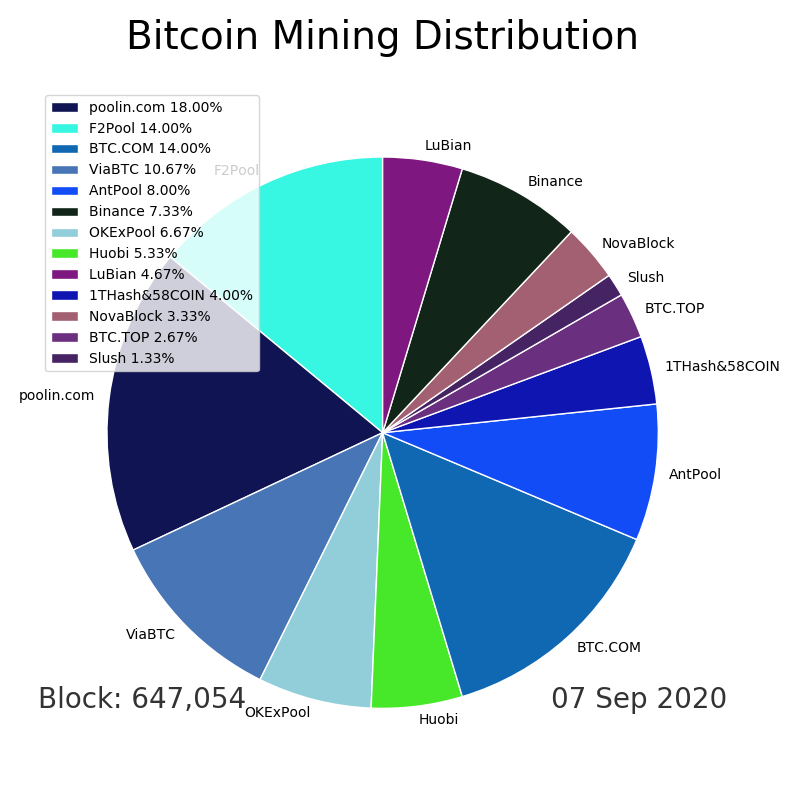 Bitcoin Mining Distribution
poolin.com 18.00%
F2Pool 14.00%
BTC.COM 14.00%
ViaBTC 10.67%
AntPool 8.00%
Binance 7.33%
OKExPool 6.67%
Huobi 5.33%
LuBian 4.67%
1THash&58COIN 4.00%
NovaBlock 3.33%
BTC.TOP 2.67%
Slush 1.33%
F2Pool
LuBian
Binance
NovaBlock
Slush
BTC.TOP
1THash&58COIN
poolin.com
AntPool
ViaBTC
BTC.COM
OKExPool
Huobi
Block: 647,054
07 Sep 2020